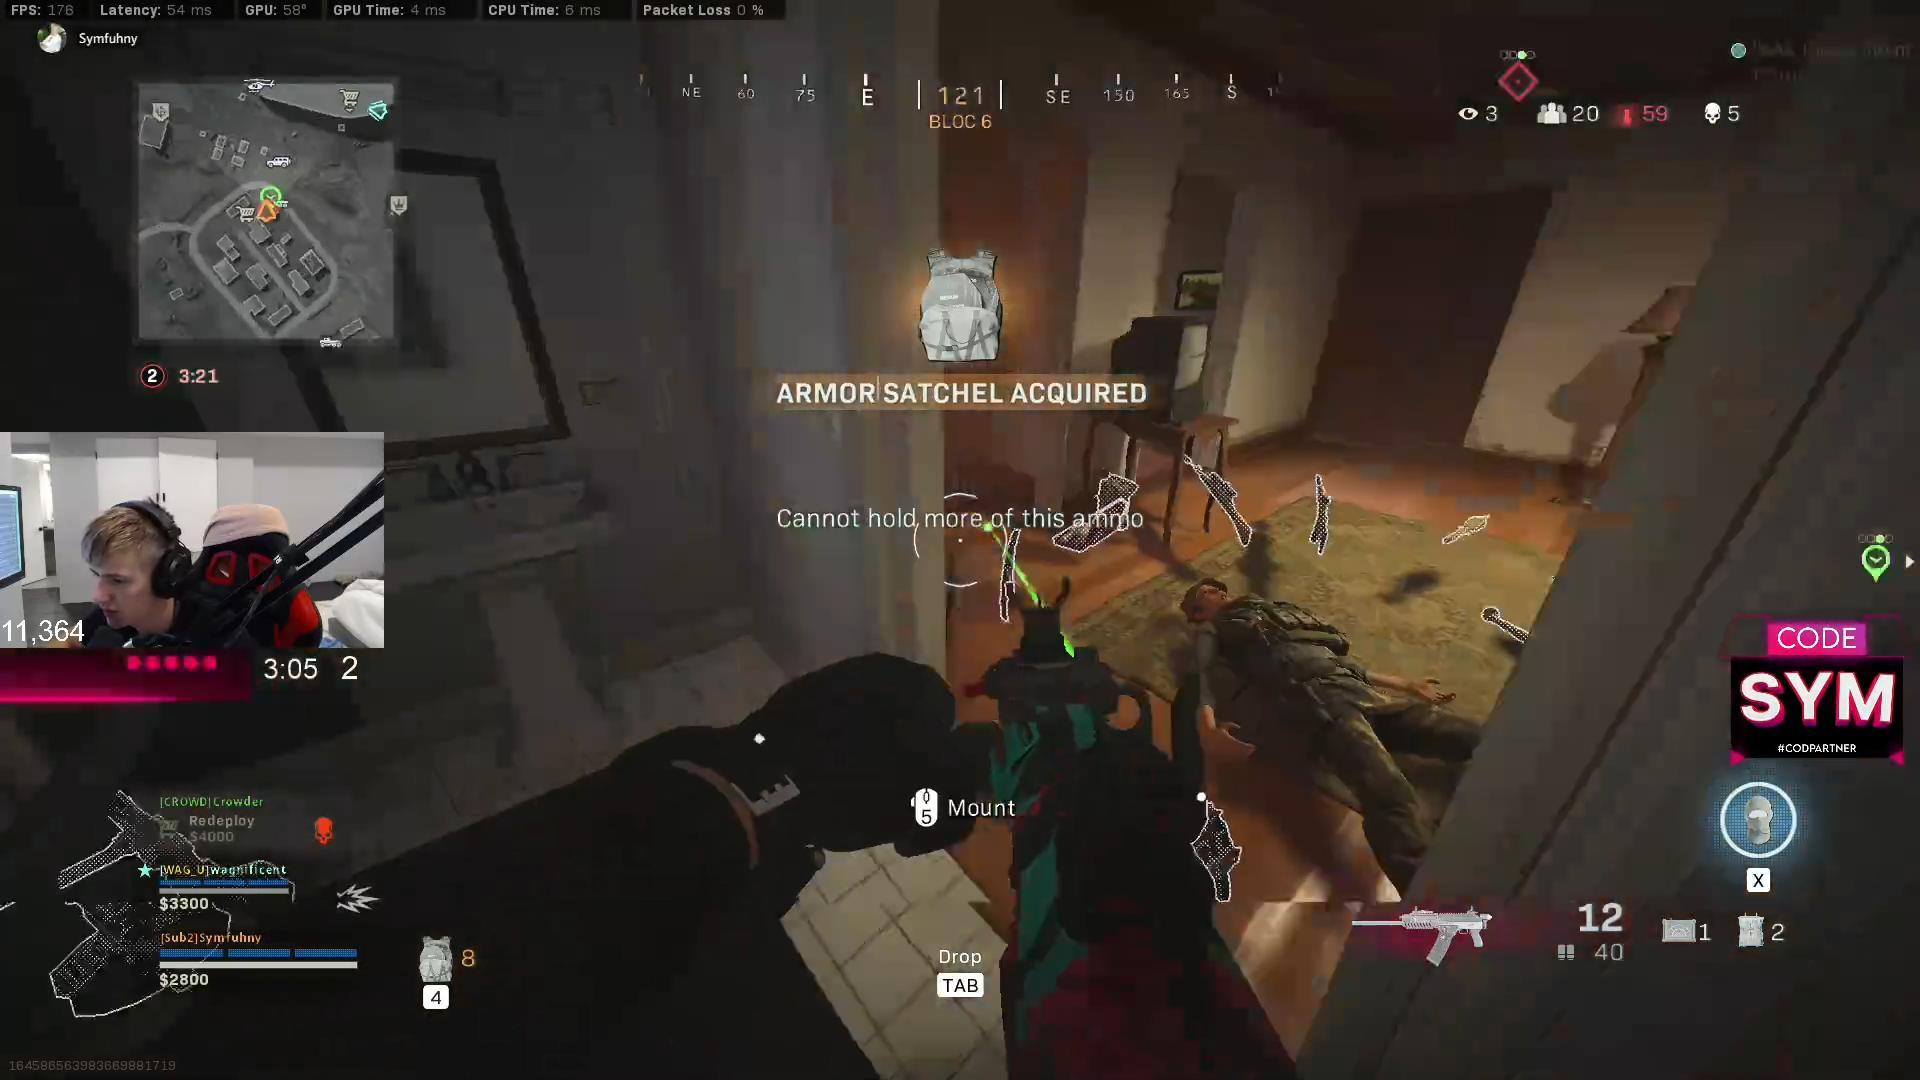 FPS: 176 Latency: 54 ms GPU: 58° GPU Time: 4 ms CPU Time: 6 ms Packet Loss 0 %
Symfuhny
NE 60 75 E 121 SE 150 165 S
BLOC 6
3 20 59 5
2 3:21
ARMOR SATCHEL ACQUIRED
Cannot hold more of this ammo
11,364
3:05 2
CODE
SYM
#CODPARTNER
[CROWD]Crowder
Redeploy
$4000
[WAG_U]wagnificent
$3300
[Sub2]Symfuhny
$2800
8
4
5 Mount
Drop
TAB
X
12
40
1 2
164586563983669881719